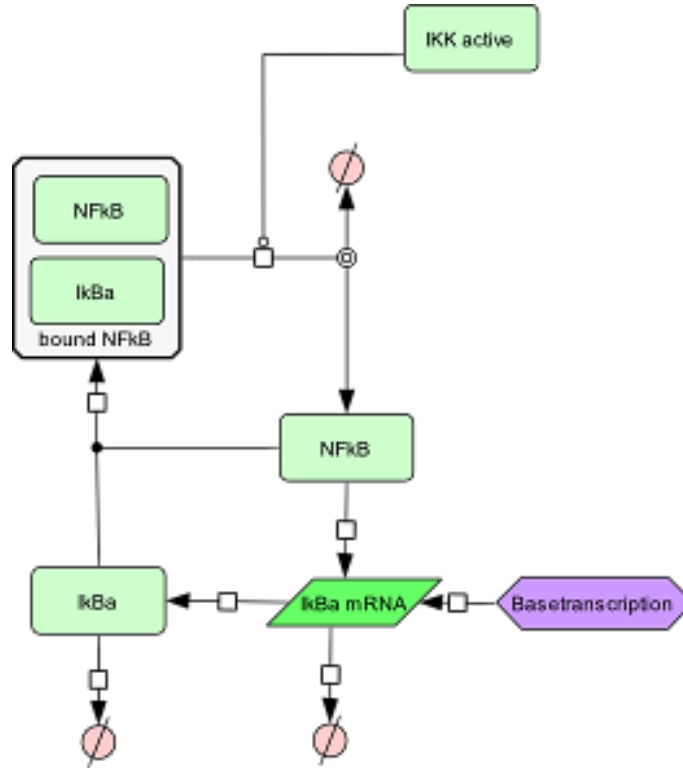 IKK active
NFkB
IkBa
bound NFkB
NFkB
IkBa
IkBa mRNA
Basetranscription